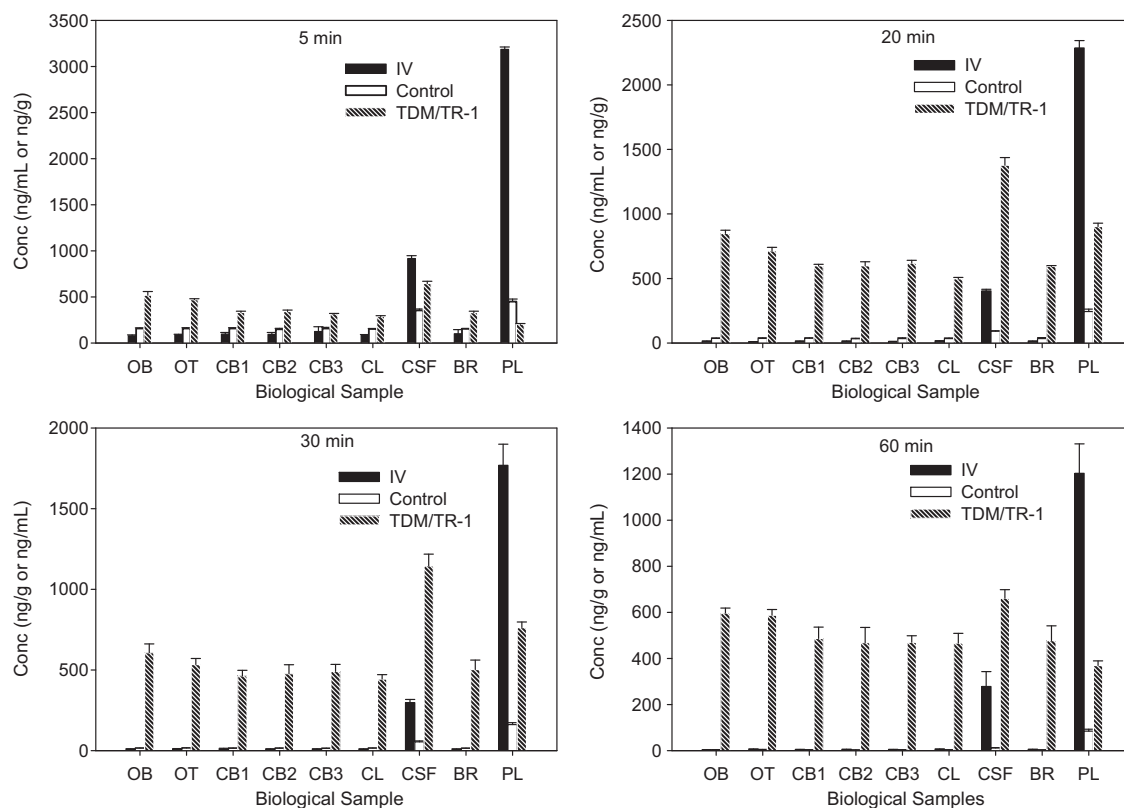 5 min
IV
Control
TDM/TR-1
Conc (ng/mL or ng/g)
3500
3000
2500
2000
1500
1000
500
0
OB OT CB1 CB2 CB3 CL CSF BR PL
Biological Sample
20 min
IV
Control
TDM/TR-1
Conc (ng/mL or ng/g)
2500
2000
1500
1000
500
0
OB OT CB1 CB2 CB3 CL CSF BR PL
Biological Sample
30 min
IV
Control
TDM/TR-1
Conc (ng/g or ng/mL)
2000
1500
1000
500
0
OB OT CB1 CB2 CB3 CL CSF BR PL
Biological Sample
60 min
IV
Control
TDM/TR-1
Conc (ng/g or ng/mL)
1400
1200
1000
800
600
400
200
0
OB OT CB1 CB2 CB3 CL CSF BR PL
Biological Samples